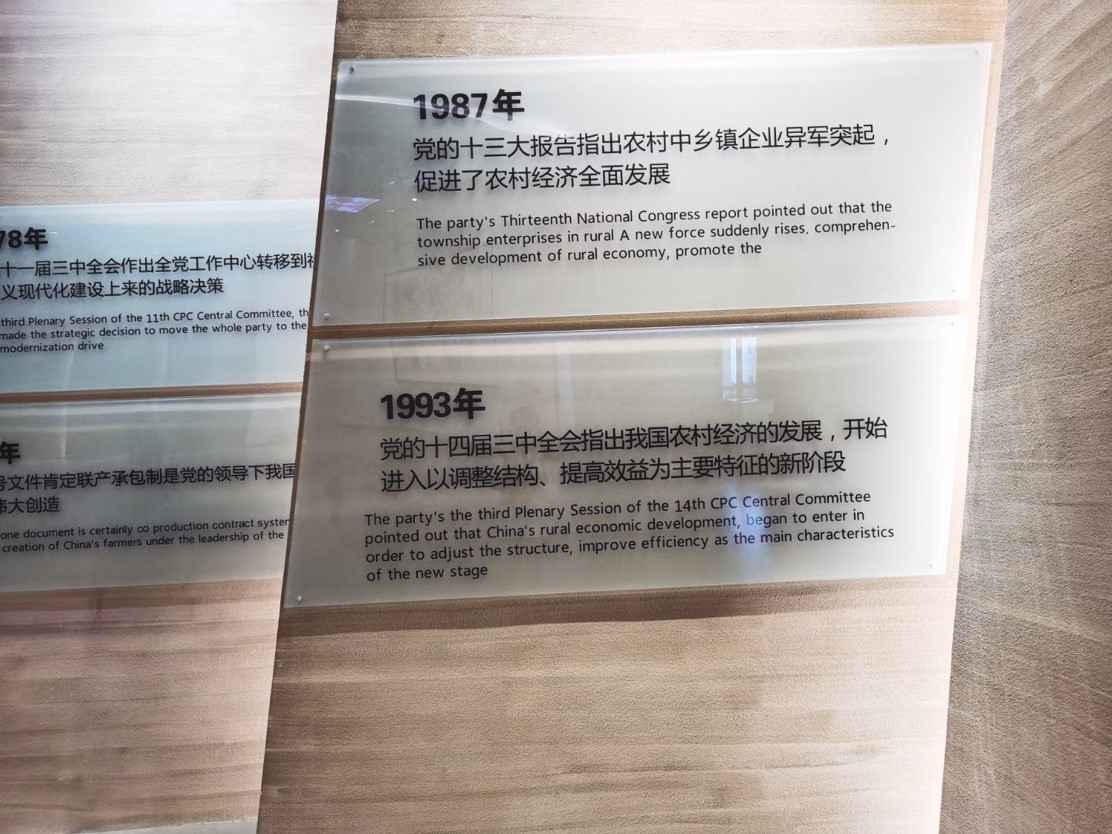 78年
十一届三中全会作出全党工作中心转移到社
义现代化建设上来的战略决策
third Plenary Session of the 11th CPC Central Committee, th
made the strategic decision to move the whole party to the
modernization drive
年
号文件肯定联产承包制是党的领导下我国
伟大创造
one document is certainly co production contract system
creation of China's farmers under the leadership of the
1987年
党的十三大报告指出农村中乡镇企业异军突起，
促进了农村经济全面发展
The party's Thirteenth National Congress report pointed out that the
township enterprises in rural A new force suddenly rises, comprehen-
sive development of rural economy, promote the
1993年
党的十四届三中全会指出我国农村经济的发展，开始
进入以调整结构、提高效益为主要特征的新阶段
The party's the third Plenary Session of the 14th CPC Central Committee
pointed out that China's rural economic development, began to enter in
order to adjust the structure, improve efficiency as the main characteristics
of the new stage